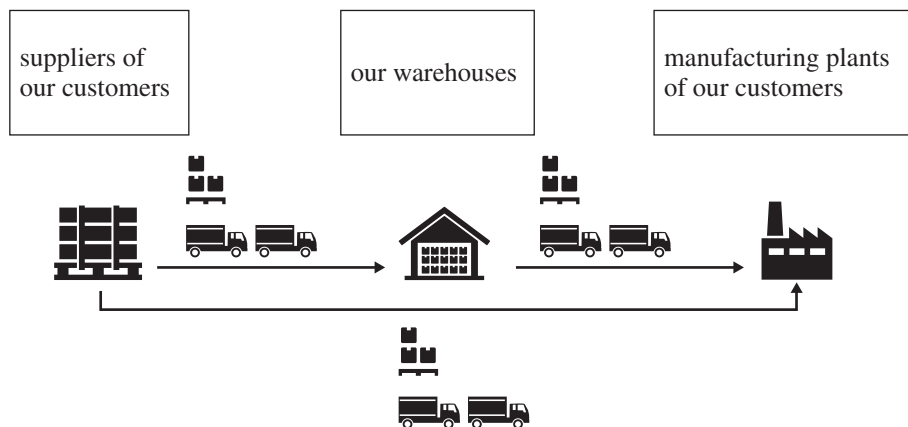 suppliers of
our customers
our warehouses
manufacturing plants
of our customers